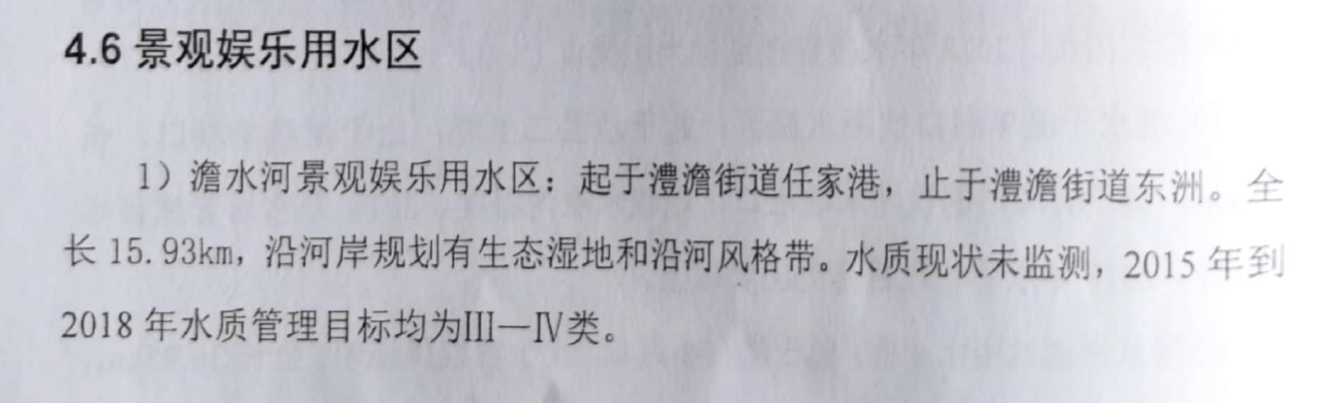 4.6 景观娱乐用水区
1）澹水河景观娱乐用水区：起于澧澹街道任家港，止于澧澹街道东洲。全
长 15.93km，沿河岸规划有生态湿地和沿河风格带。水质现状未监测，2015 年到
2018 年水质管理目标均为III—IV类。